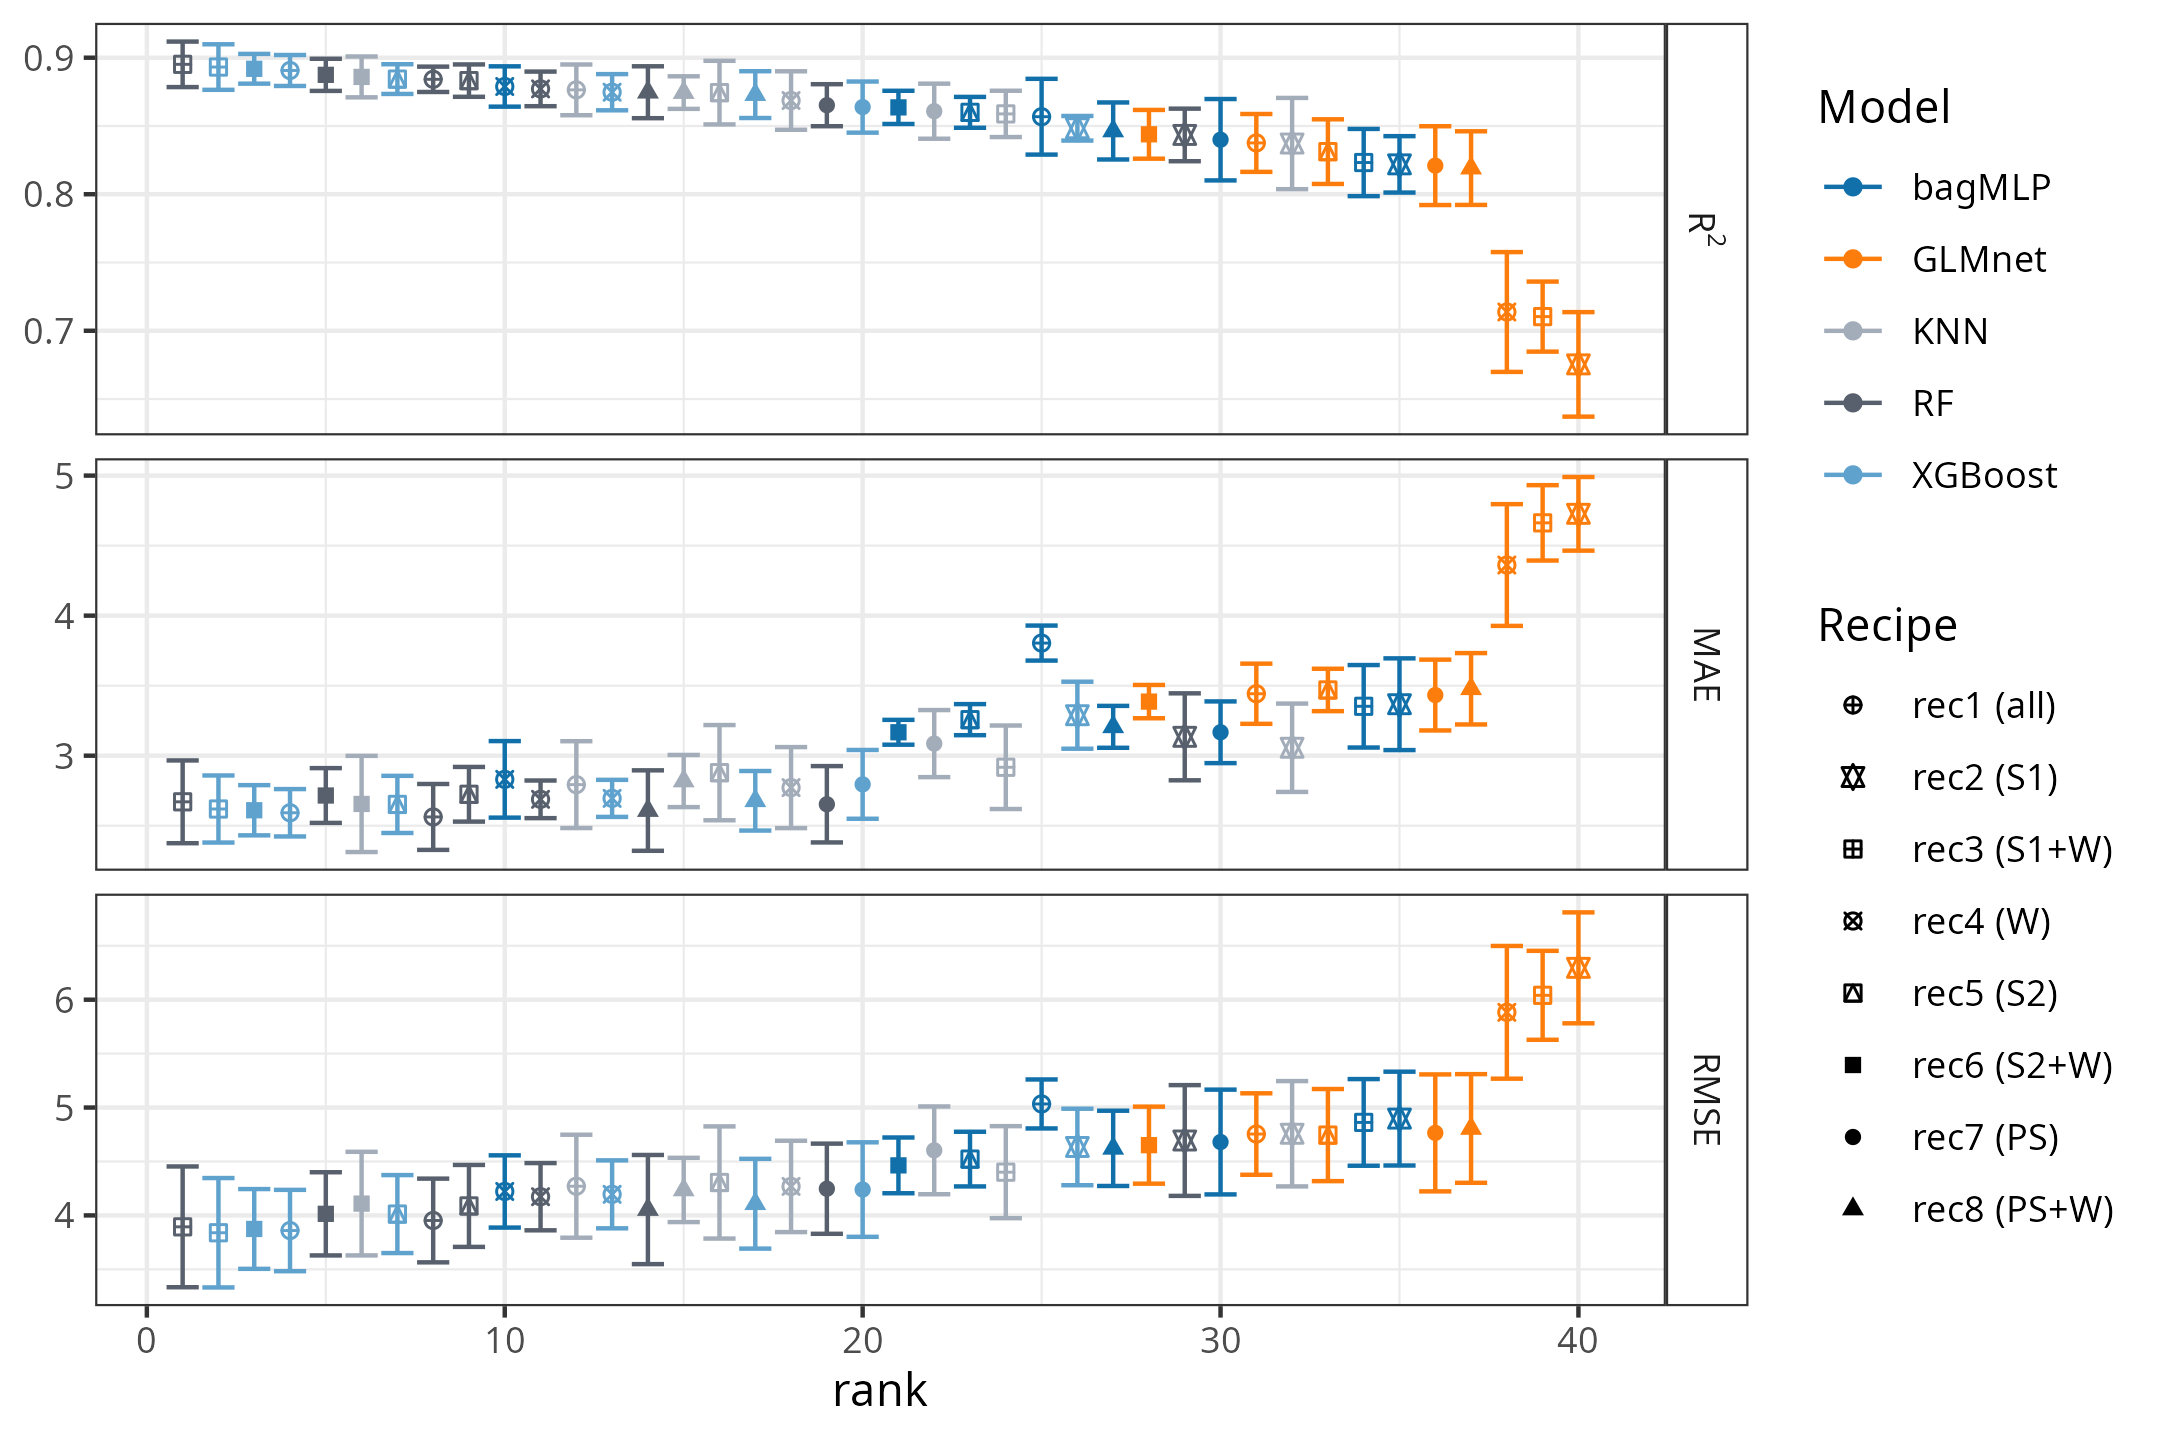 0.9
0.8
0.7
R²
5
4
3
MAE
6
5
4
RMSE
0
10
20
30
40
rank
Model
bagMLP
GLMnet
KNN
RF
XGBoost
Recipe
rec1 (all)
rec2 (S1)
rec3 (S1+W)
rec4 (W)
rec5 (S2)
rec6 (S2+W)
rec7 (PS)
rec8 (PS+W)